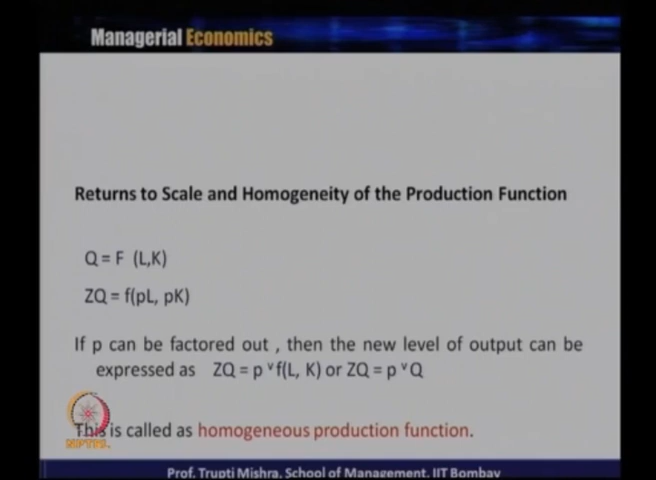 Managerial Economics
Returns to Scale and Homogeneity of the Production Function
Q = F (L,K)
ZQ = f(pL, pK)
If p can be factored out , then the new level of output can be
expressed as ZQ = p ᵛf(L, K) or ZQ = p ᵛQ
This is called as homogeneous production function.
NPTEL
Prof. Trupti Mishra, School of Management, IIT Bombay